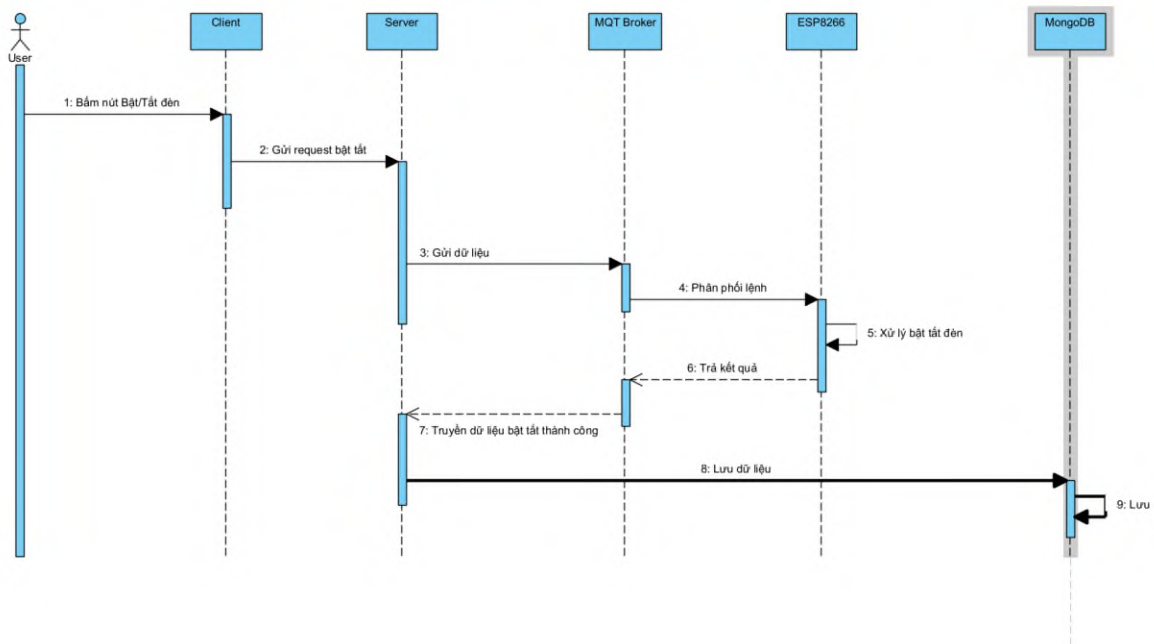 User
Client
Server
MQT Broker
ESP8266
MongoDB
1: Bấm nút Bật/Tắt đèn
2: Gửi request bật tắt
3: Gửi dữ liệu
4: Phân phối lệnh
5: Xử lý bật tắt đèn
6: Trả kết quả
7: Truyền dữ liệu bật tắt thành công
8: Lưu dữ liệu
9: Lưu